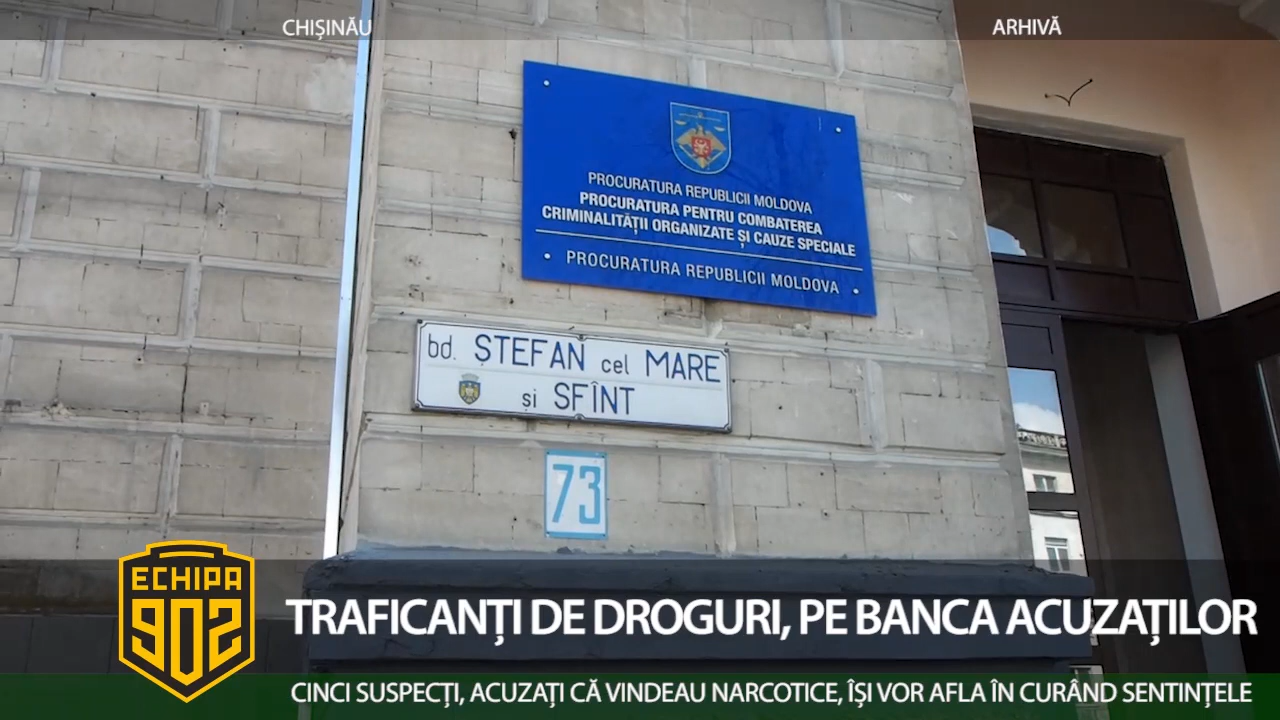 CHIȘINĂU
ARHIVĂ
PROCURATURA REPUBLICII MOLDOVA
PROCURATURA PENTRU COMBATEREA
CRIMINALITĂȚII ORGANIZATE ȘI CAUZE SPECIALE
PROCURATURA REPUBLICII MOLDOVA
bd. ȘTEFAN cel MARE
și SFÎNT
73
ECHIPA
902
TRAFICANȚI DE DROGURI, PE BANCA ACUZAȚILOR
CINCI SUSPECȚI, ACUZAȚI CĂ VINDEAU NARCOTICE, ÎȘI VOR AFLA ÎN CURÂND SENTINȚELE